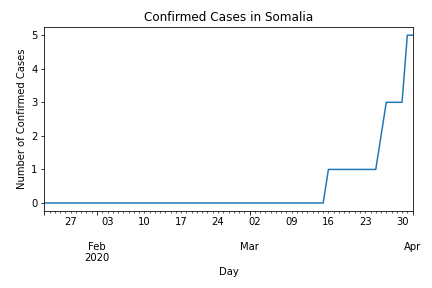 Confirmed Cases in Somalia
Number of Confirmed Cases
5
4
3
2
1
0
27 03 10 17 24 02 09 16 23 30
Feb Mar Apr
2020
Day